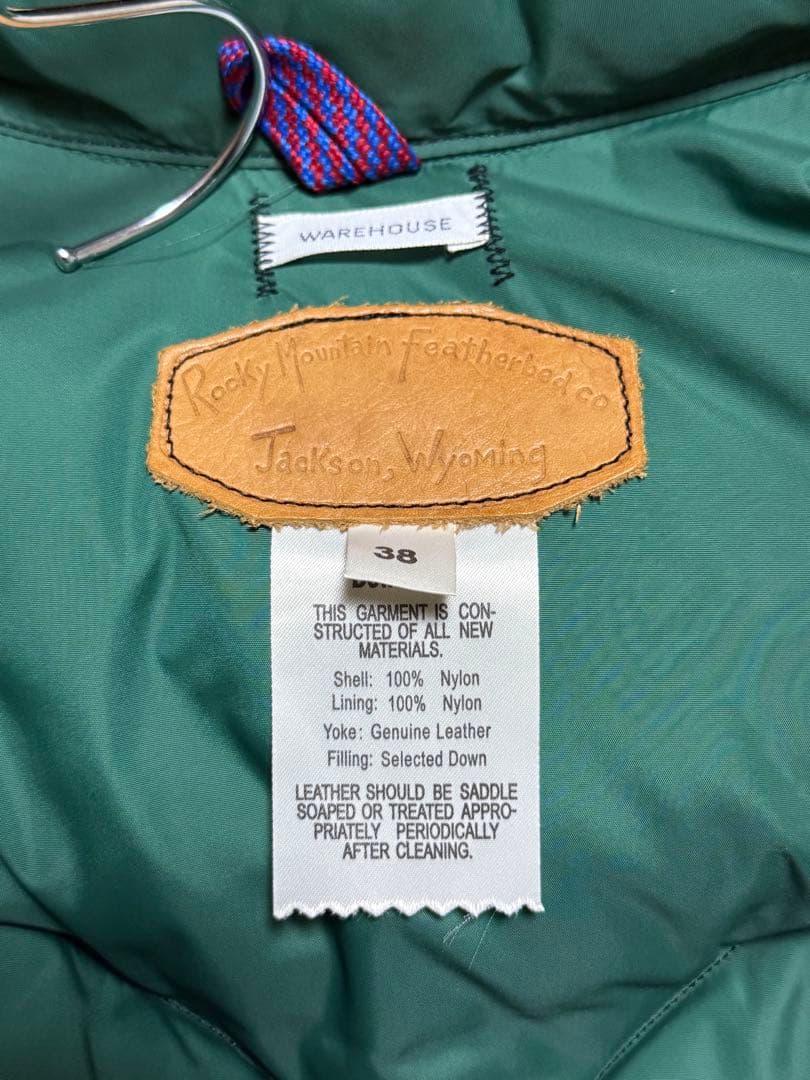 WAREHOUSE
Rocky Mountain Featherbed co
Jackson, Wyoming
38
THIS GARMENT IS CON-
STRUCTED OF ALL NEW
MATERIALS.
Shell: 100% Nylon
Lining: 100% Nylon
Yoke: Genuine Leather
Filling: Selected Down
LEATHER SHOULD BE SADDLE
SOAPED OR TREATED APPRO-
PRIATELY PERIODICALLY
AFTER CLEANING.